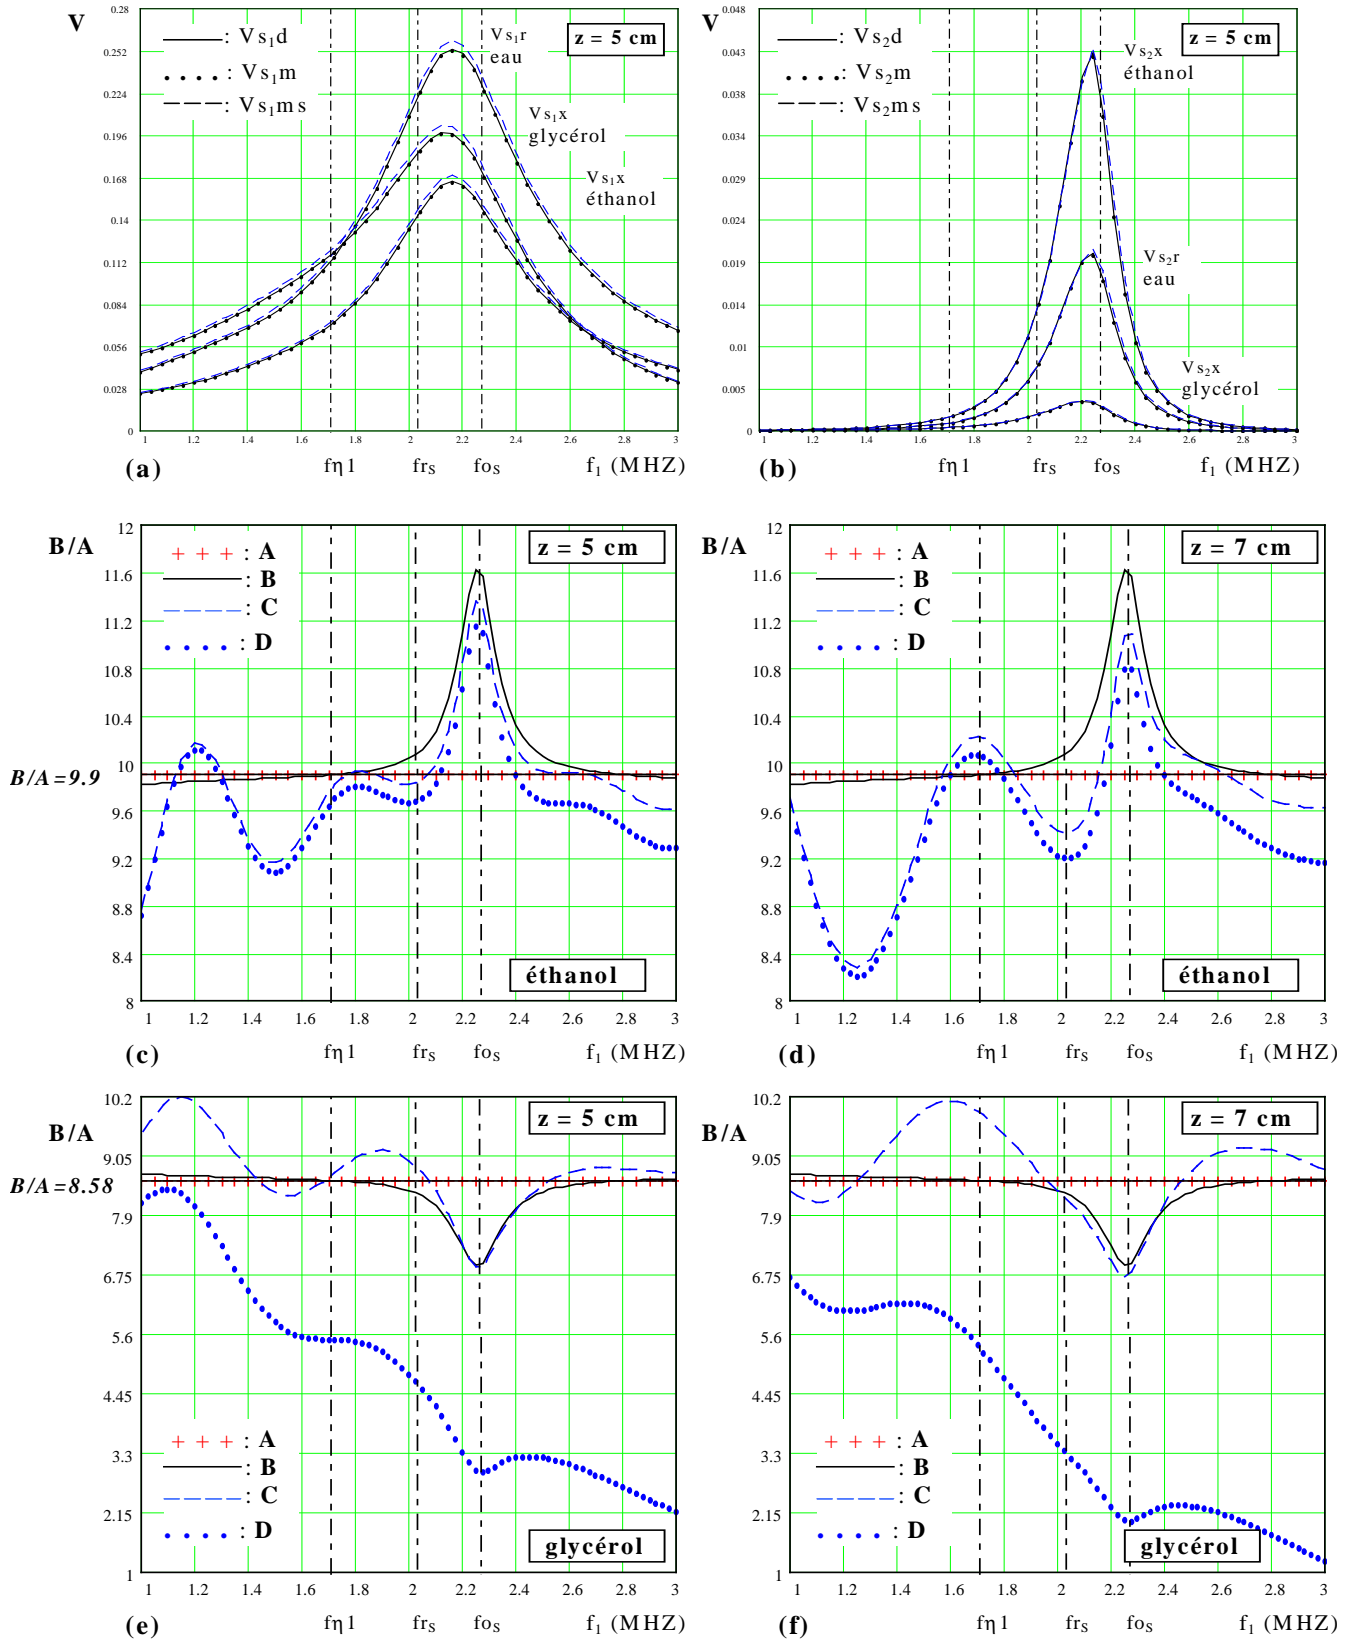 V
0.28
0.252
0.224
0.196
0.168
0.14
0.112
0.084
0.056
0.028
0
: Vs₁d
: Vs₁m
: Vs₁ms
Vs₁r
eau
z = 5 cm
Vs₁x
glycérol
Vs₁x
éthanol
1 1.2 1.4 1.6 1.8 2 2.2 2.4 2.6 2.8 3
(a) fη1 frS foS f₁ (MHZ)
V
0.048
0.043
0.038
0.034
0.029
0.024
0.019
0.014
0.01
0.005
0
: Vs₂d
: Vs₂m
: Vs₂ms
Vs₂x
éthanol
z = 5 cm
Vs₂r
eau
Vs₂x
glycérol
1 1.2 1.4 1.6 1.8 2 2.2 2.4 2.6 2.8 3
(b) fη1 frS foS f₁ (MHZ)
B/A
12
11.6
11.2
10.8
10.4
10
B/A=9.9
9.6
9.2
8.8
8.4
8
+ + + : A
: B
: C
: D
z = 5 cm
éthanol
1 1.2 1.4 1.6 1.8 2 2.2 2.4 2.6 2.8 3
(c) fη1 frS foS f₁ (MHZ)
B/A
12
11.6
11.2
10.8
10.4
10
9.6
9.2
8.8
8.4
8
+ + + : A
: B
: C
: D
z = 7 cm
éthanol
1 1.2 1.4 1.6 1.8 2 2.2 2.4 2.6 2.8 3
(d) fη1 frS foS f₁ (MHZ)
B/A
10.2
9.05
B/A=8.58
7.9
6.75
5.6
4.45
3.3
2.15
1
z = 5 cm
+ + + : A
: B
: C
: D
glycérol
1 1.2 1.4 1.6 1.8 2 2.2 2.4 2.6 2.8 3
(e) fη1 frS foS f₁ (MHZ)
B/A
10.2
9.05
7.9
6.75
5.6
4.45
3.3
2.15
1
z = 7 cm
+ + + : A
: B
: C
: D
glycérol
1 1.2 1.4 1.6 1.8 2 2.2 2.4 2.6 2.8 3
(f) fη1 frS foS f₁ (MHZ)